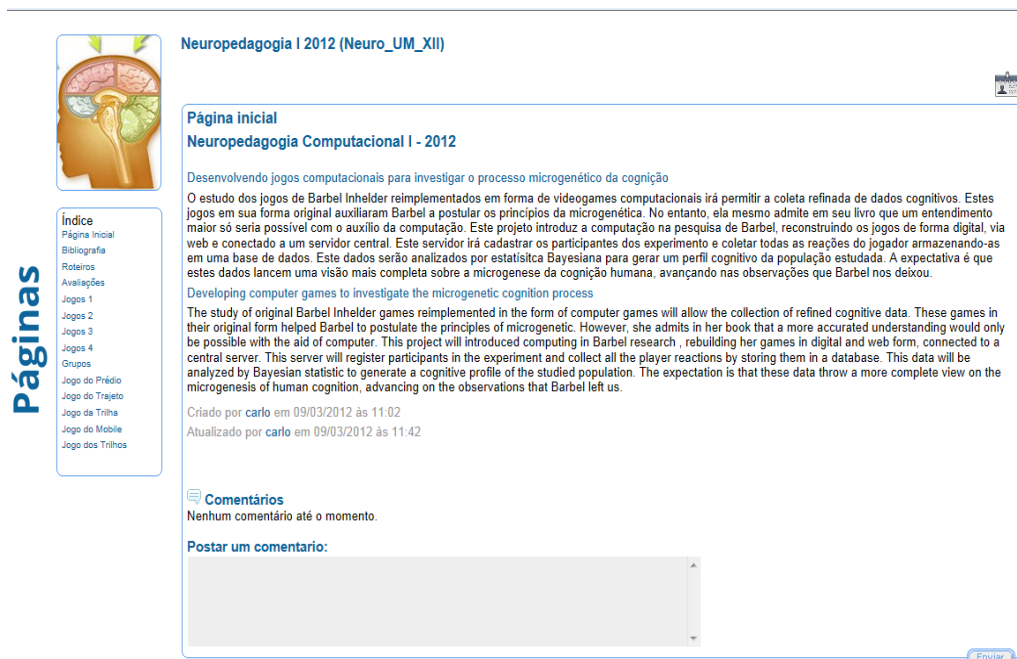 Neuropedagogia I 2012 (Neuro_UM_XII)
Páginas
Índice
Página Inicial
Bibliografia
Roteiros
Avaliações
Jogos 1
Jogos 2
Jogos 3
Jogos 4
Grupos
Jogo do Prédio
Jogo do Trajeto
Jogo da Trilha
Jogo do Mobile
Jogo dos Trilhos
Página inicial
Neuropedagogia Computacional I - 2012
Desenvolvendo jogos computacionais para investigar o processo microgenético da cognição
O estudo dos jogos de Barbel Inhelder reimplementados em forma de videogames computacionais irá permitir a coleta refinada de dados cognitivos. Estes
jogos em sua forma original auxiliaram Barbel a postular os princípios da microgenética. No entanto, ela mesmo admite em seu livro que um entendimento
maior só seria possível com o auxílio da computação. Este projeto introduz a computação na pesquisa de Barbel, reconstruindo os jogos de forma digital, via
web e conectado a um servidor central. Este servidor irá cadastrar os participantes dos experimento e coletar todas as reações do jogador armazenando-as
em uma base de dados. Este dados serão analizados por estatísitca Bayesiana para gerar um perfil cognitivo da população estudada. A expectativa é que
estes dados lancem uma visão mais completa sobre a microgenese da cognição humana, avançando nas observações que Barbel nos deixou.
Developing computer games to investigate the microgenetic cognition process
The study of original Barbel Inhelder games reimplemented in the form of computer games will allow the collection of refined cognitive data. These games in
their original form helped Barbel to postulate the principles of microgenetic. However, she admits in her book that a more accurated understanding would only
be possible with the aid of computer. This project will introduced computing in Barbel research , rebuilding her games in digital and web form, connected to a
central server. This server will register participants in the experiment and collect all the player reactions by storing them in a database. This data will be
analyzed by Bayesian statistic to generate a cognitive profile of the studied population. The expectation is that these data throw a more complete view on the
microgenesis of human cognition, advancing on the observations that Barbel left us.
Criado por carlo em 09/03/2012 às 11:02
Atualizado por carlo em 09/03/2012 às 11:42
Comentários
Nenhum comentário até o momento.
Postar um comentario:
Enviar